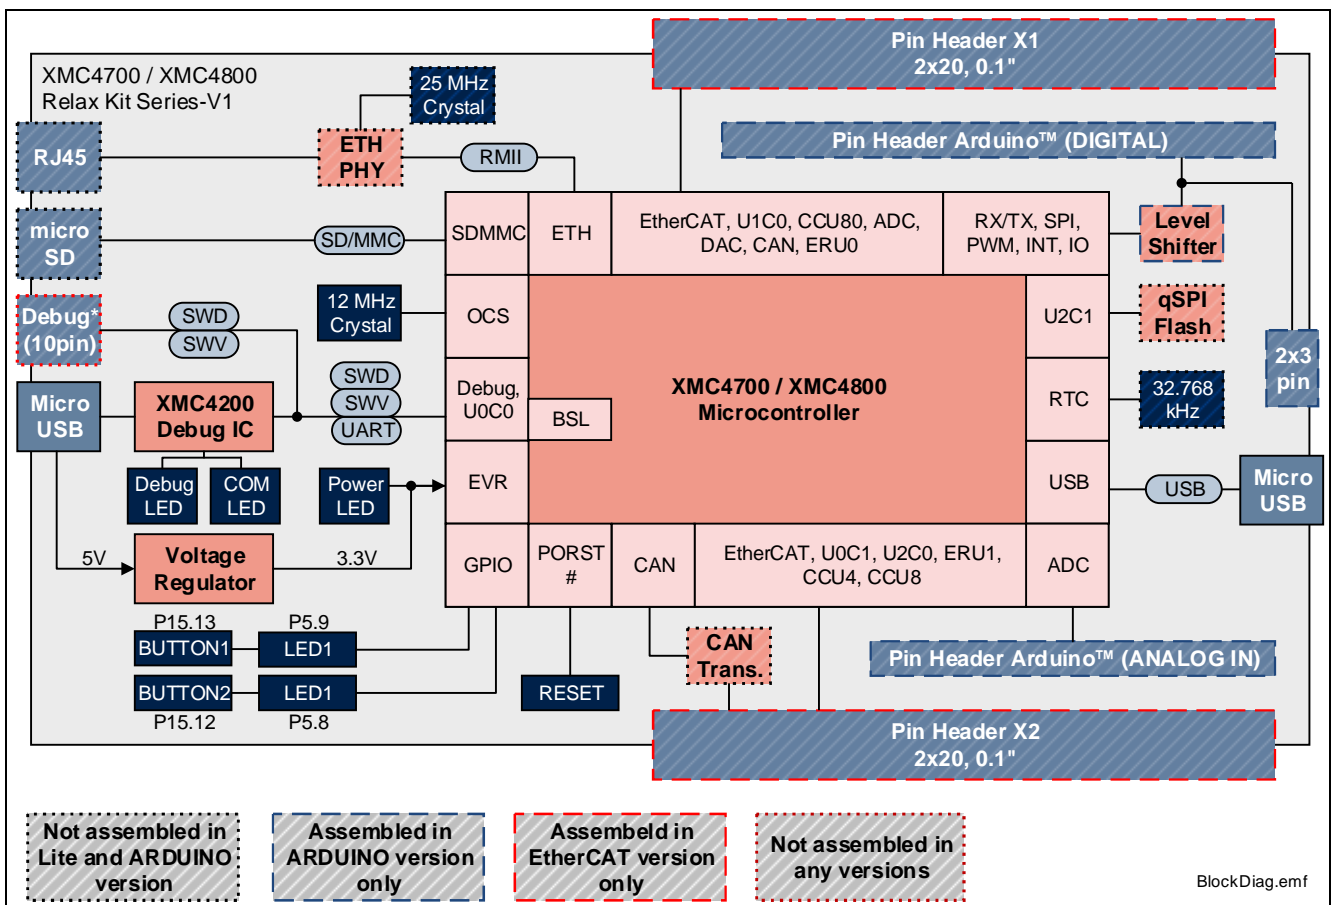 Pin Header X1
2x20, 0.1"
XMC4700 / XMC4800
Relax Kit Series-V1
25 MHz
Crystal
RJ45
ETH
PHY
RMII
Pin Header Arduino™ (DIGITAL)
micro
SD
SD/MMC
SDMMC
ETH
EtherCAT, U1C0, CCU80, ADC,
DAC, CAN, ERU0
RX/TX, SPI,
PWM, INT, IO
Level
Shifter
Debug*
(10pin)
SWD
SWV
12 MHz
Crystal
OCS
U2C1
qSPI
Flash
2x3
pin
Micro
USB
XMC4200
Debug IC
SWD
SWV
UART
Debug,
U0C0
BSL
XMC4700 / XMC4800
Microcontroller
RTC
32.768
kHz
Debug
LED
COM
LED
Power
LED
EVR
USB
USB
Micro
USB
5V
Voltage
Regulator
3.3V
GPIO
PORST
#
CAN
EtherCAT, U0C1, U2C0, ERU1,
CCU4, CCU8
ADC
P15.13
P5.9
BUTTON1
LED1
CAN
Trans.
Pin Header Arduino™ (ANALOG IN)
BUTTON2
LED1
RESET
P15.12
P5.8
Pin Header X2
2x20, 0.1"
Not assembled in
Lite and ARDUINO
version
Assembled in
ARDUINO version
only
Assembeld in
EtherCAT version
only
Not assembled in
any versions
BlockDiag.emf